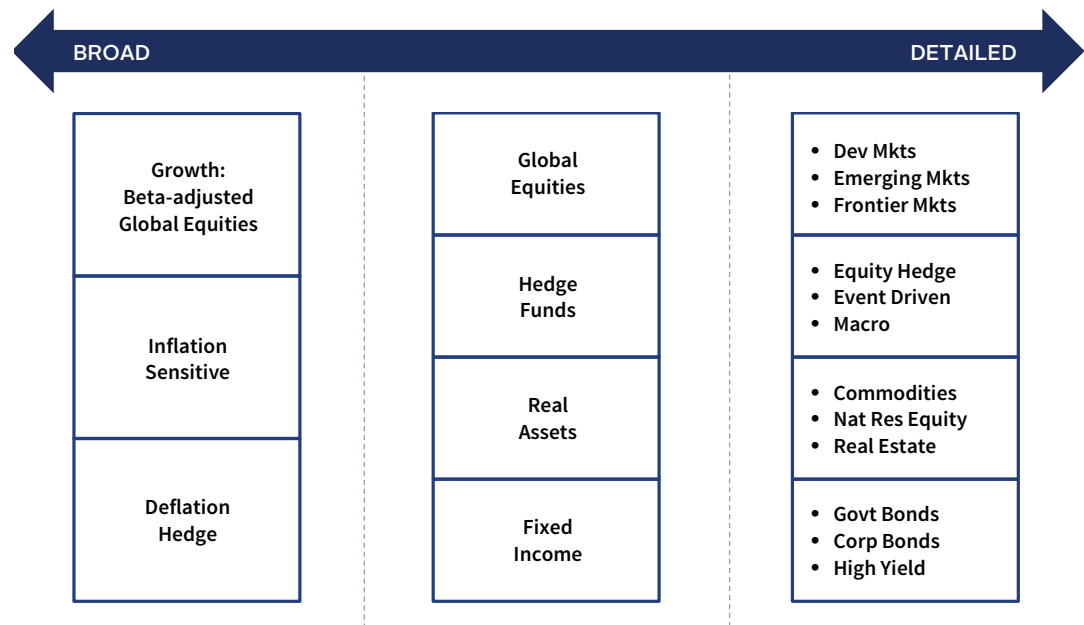 BROAD
DETAILED
Growth:
Beta-adjusted
Global Equities
Inflation
Sensitive
Deflation
Hedge
Global
Equities
Hedge
Funds
Real
Assets
Fixed
Income
• Dev Mkts
• Emerging Mkts
• Frontier Mkts
• Equity Hedge
• Event Driven
• Macro
• Commodities
• Nat Res Equity
• Real Estate
• Govt Bonds
• Corp Bonds
• High Yield